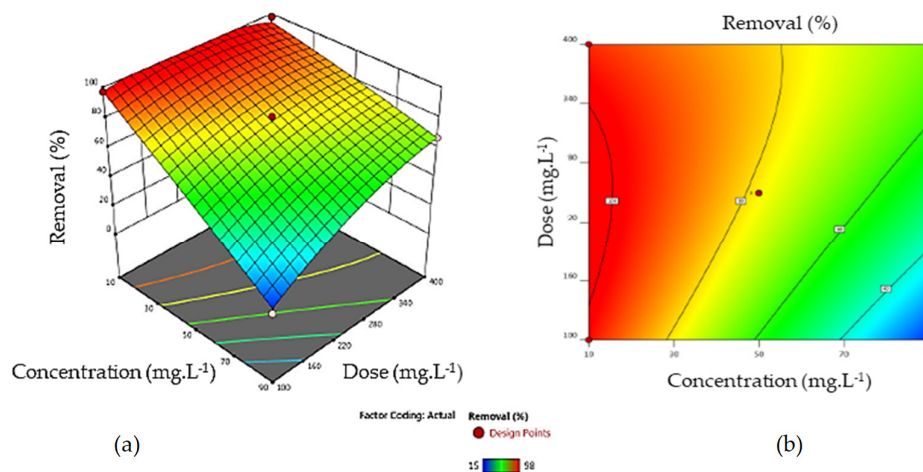 100
80
60
40
20
0
Removal (%)
10
30
50
70
90
100
160
220
280
340
400
Concentration (mg.L-1)
Dose (mg.L-1)
(a)
Removal (%)
400
340
160
100
Dose (mg.L-1)
80
10
30
50
70
Concentration (mg.L-1)
(b)
Factor Coding: Actual
Removal (%)
Design Points
15
98